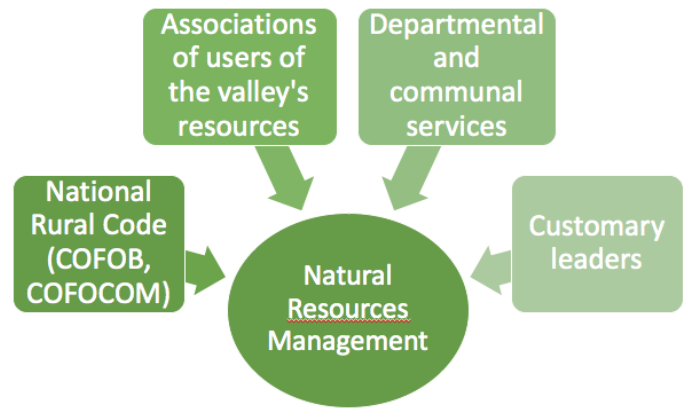 Associations
of users of
the valley's
resources
Departmental
and
communal
services
National
Rural Code
(COFOB,
COFOCOM)
Customary
leaders
Natural
Resources
Management